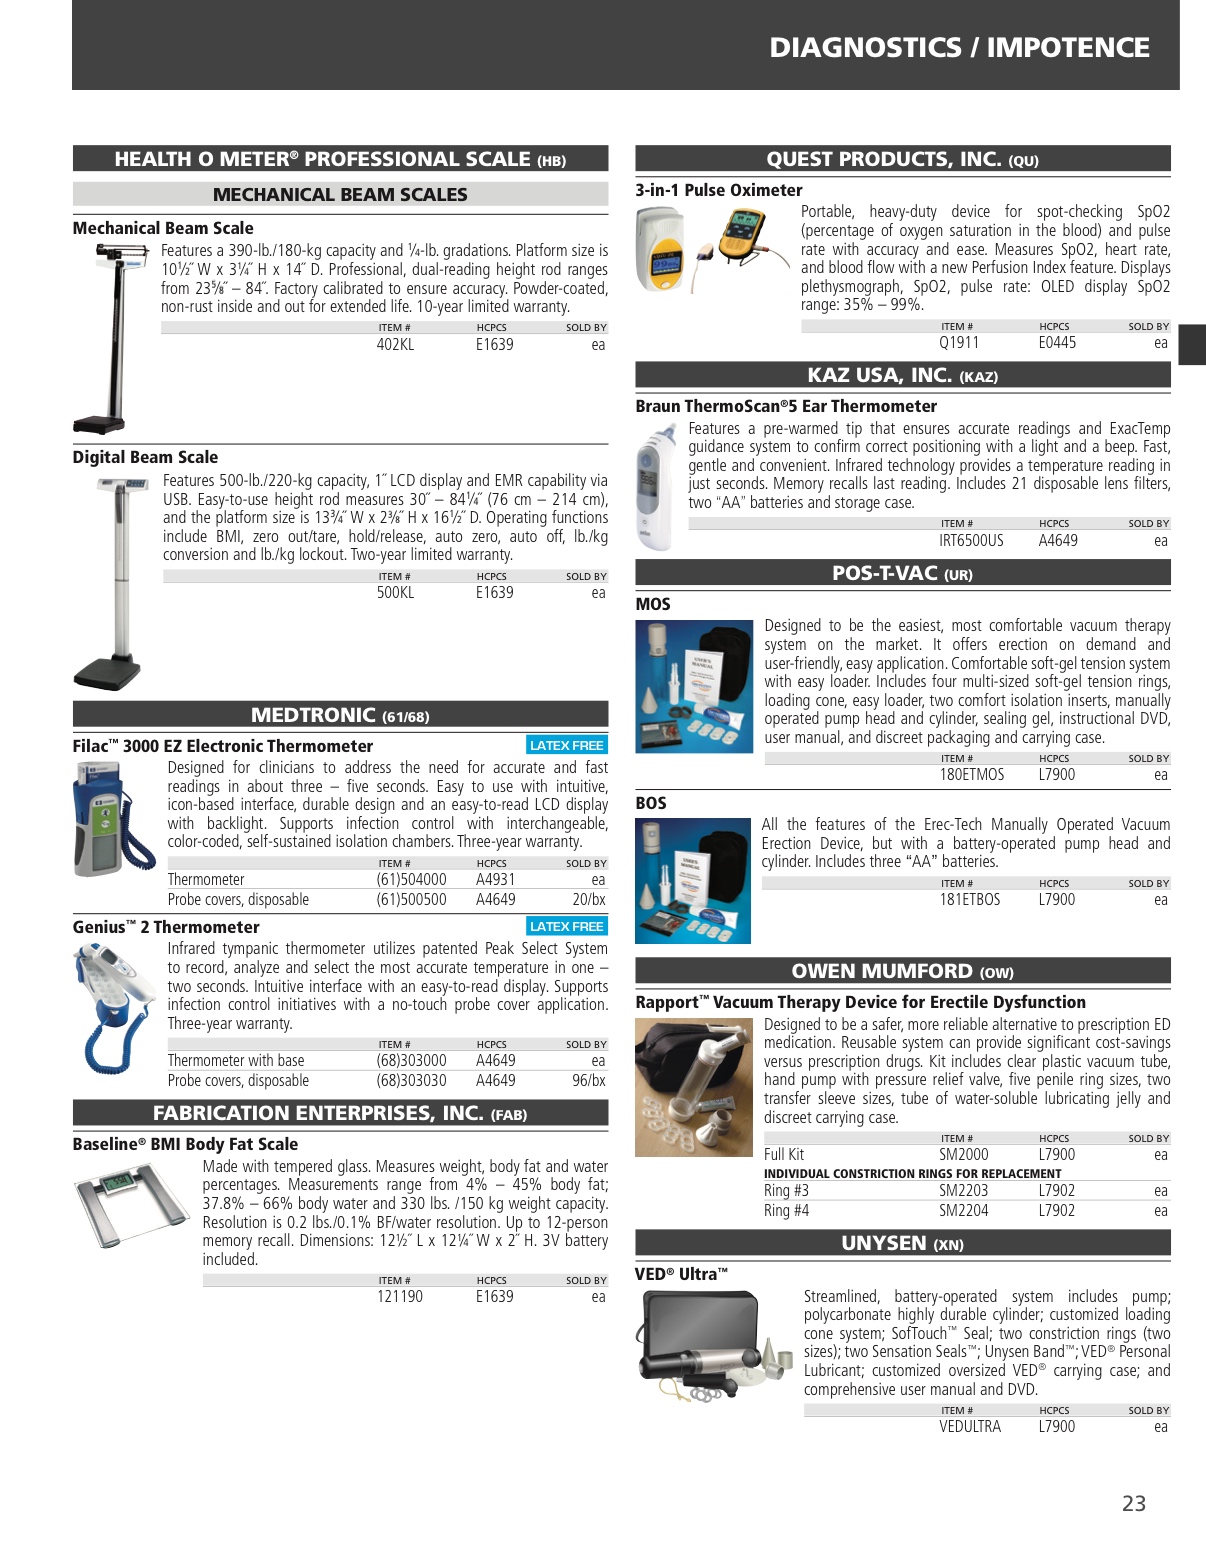 DIAGNOSTICS / IMPOTENCE
HEALTH O METER® PROFESSIONAL SCALE (HB)
MECHANICAL BEAM SCALES
Mechanical Beam Scale
Features a 390-lb./180-kg capacity and ¼-lb. gradations. Platform size is
10½˝ W x 3¼˝ H x 14˝ D. Professional, dual-reading height rod ranges
from 23⅝˝ – 84˝. Factory calibrated to ensure accuracy. Powder-coated,
non-rust inside and out for extended life. 10-year limited warranty.
ITEM # HCPCS SOLD BY
402KL E1639 ea
Digital Beam Scale
Features 500-lb./220-kg capacity, 1˝ LCD display and EMR capability via
USB. Easy-to-use height rod measures 30˝ – 84¼˝ (76 cm – 214 cm),
and the platform size is 13¾˝ W x 2⅜˝ H x 16½˝ D. Operating functions
include BMI, zero out/tare, hold/release, auto zero, auto off, lb./kg
conversion and lb./kg lockout. Two-year limited warranty.
ITEM # HCPCS SOLD BY
500KL E1639 ea
MEDTRONIC (61/68)
Filac™ 3000 EZ Electronic Thermometer LATEX FREE
Designed for clinicians to address the need for accurate and fast
readings in about three – five seconds. Easy to use with intuitive,
icon-based interface, durable design and an easy-to-read LCD display
with backlight. Supports infection control with interchangeable,
color-coded, self-sustained isolation chambers. Three-year warranty.
ITEM # HCPCS SOLD BY
Thermometer (61)504000 A4931 ea
Probe covers, disposable (61)500500 A4649 20/bx
Genius™ 2 Thermometer LATEX FREE
Infrared tympanic thermometer utilizes patented Peak Select System
to record, analyze and select the most accurate temperature in one –
two seconds. Intuitive interface with an easy-to-read display. Supports
infection control initiatives with a no-touch probe cover application.
Three-year warranty.
ITEM # HCPCS SOLD BY
Thermometer with base (68)303000 A4649 ea
Probe covers, disposable (68)303030 A4649 96/bx
FABRICATION ENTERPRISES, INC. (FAB)
Baseline® BMI Body Fat Scale
Made with tempered glass. Measures weight, body fat and water
percentages. Measurements range from 4% – 45% body fat;
37.8% – 66% body water and 330 lbs. /150 kg weight capacity.
Resolution is 0.2 lbs./0.1% BF/water resolution. Up to 12-person
memory recall. Dimensions: 12½˝ L x 12¼˝ W x 2˝ H. 3V battery
included.
ITEM # HCPCS SOLD BY
121190 E1639 ea
QUEST PRODUCTS, INC. (QU)
3-in-1 Pulse Oximeter
Portable, heavy-duty device for spot-checking SpO2
(percentage of oxygen saturation in the blood) and pulse
rate with accuracy and ease. Measures SpO2, heart rate,
and blood flow with a new Perfusion Index feature. Displays
plethysmograph, SpO2, pulse rate: OLED display SpO2
range: 35% – 99%.
ITEM # HCPCS SOLD BY
Q1911 E0445 ea
KAZ USA, INC. (KAZ)
Braun ThermoScan®5 Ear Thermometer
Features a pre-warmed tip that ensures accurate readings and ExacTemp
guidance system to confirm correct positioning with a light and a beep. Fast,
gentle and convenient. Infrared technology provides a temperature reading in
just seconds. Memory recalls last reading. Includes 21 disposable lens filters,
two “AA” batteries and storage case.
ITEM # HCPCS SOLD BY
IRT6500US A4649 ea
POS-T-VAC (UR)
MOS
Designed to be the easiest, most comfortable vacuum therapy
system on the market. It offers erection on demand and
user-friendly, easy application. Comfortable soft-gel tension system
with easy loader. Includes four multi-sized soft-gel tension rings,
loading cone, easy loader, two comfort isolation inserts, manually
operated pump head and cylinder, sealing gel, instructional DVD,
user manual, and discreet packaging and carrying case.
ITEM # HCPCS SOLD BY
180ETMOS L7900 ea
BOS
All the features of the Erec-Tech Manually Operated Vacuum
Erection Device, but with a battery-operated pump head and
cylinder. Includes three “AA” batteries.
ITEM # HCPCS SOLD BY
181ETBOS L7900 ea
OWEN MUMFORD (OW)
Rapport™ Vacuum Therapy Device for Erectile Dysfunction
Designed to be a safer, more reliable alternative to prescription ED
medication. Reusable system can provide significant cost-savings
versus prescription drugs. Kit includes clear plastic vacuum tube,
hand pump with pressure relief valve, five penile ring sizes, two
transfer sleeve sizes, tube of water-soluble lubricating jelly and
discreet carrying case.
ITEM # HCPCS SOLD BY
Full Kit SM2000 L7900 ea
INDIVIDUAL CONSTRICTION RINGS FOR REPLACEMENT
Ring #3 SM2203 L7902 ea
Ring #4 SM2204 L7902 ea
UNYSEN (XN)
VED® Ultra™
Streamlined, battery-operated system includes pump;
polycarbonate highly durable cylinder; customized loading
cone system; SofTouch™ Seal; two constriction rings (two
sizes); two Sensation Seals™; Unysen Band™; VED® Personal
Lubricant; customized oversized VED® carrying case; and
comprehensive user manual and DVD.
ITEM # HCPCS SOLD BY
VEDULTRA L7900 ea
23